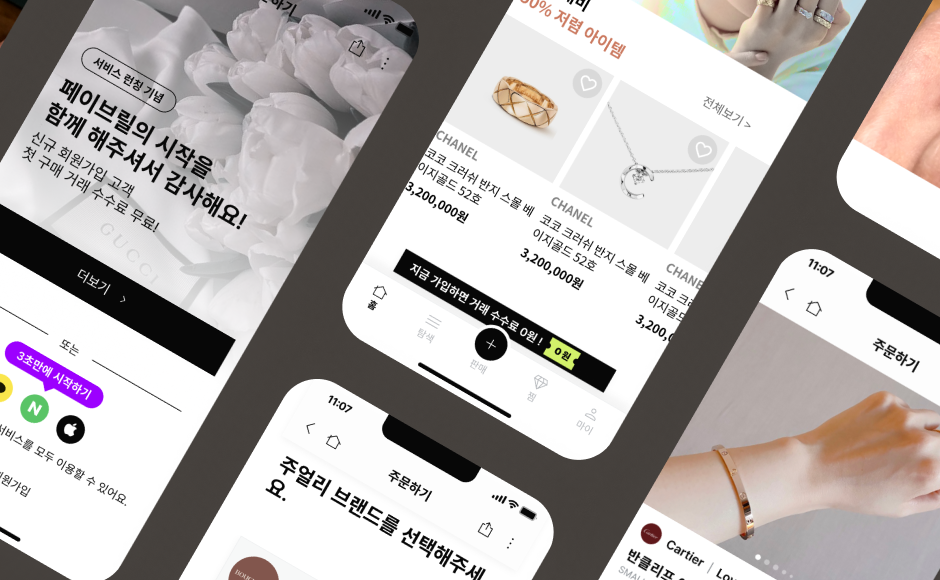 주문하기
서비스 런칭 기념
페이브릴의 시작을
함께 해주셔서 감사해요!
신규 회원가입 고객
첫 구매 거래 수수료 무료!
GUCCI
더보기 >
또는
3초만에 시작하기
N
서비스를 모두 이용할 수 있어요.
회원가입
저렴 아이템
전체보기 >
CHANEL
코코 크러쉬 반지 스몰 베
이지골드 52호
3,200,000원
CHANEL
코코 크러쉬 반지 스몰 베
이지골드 52호
3,200,000원
CHANE
코코 크
이지골드
3,200,0
지금 가입하면 거래 수수료 0원 !
0원
홈
탐색
판매
찜
마이
11:07
주문하기
주얼리 브랜드를 선택해주세
요.
11:07
주문하기
Cartier
Cartier | Lov
반클리프
SMAL